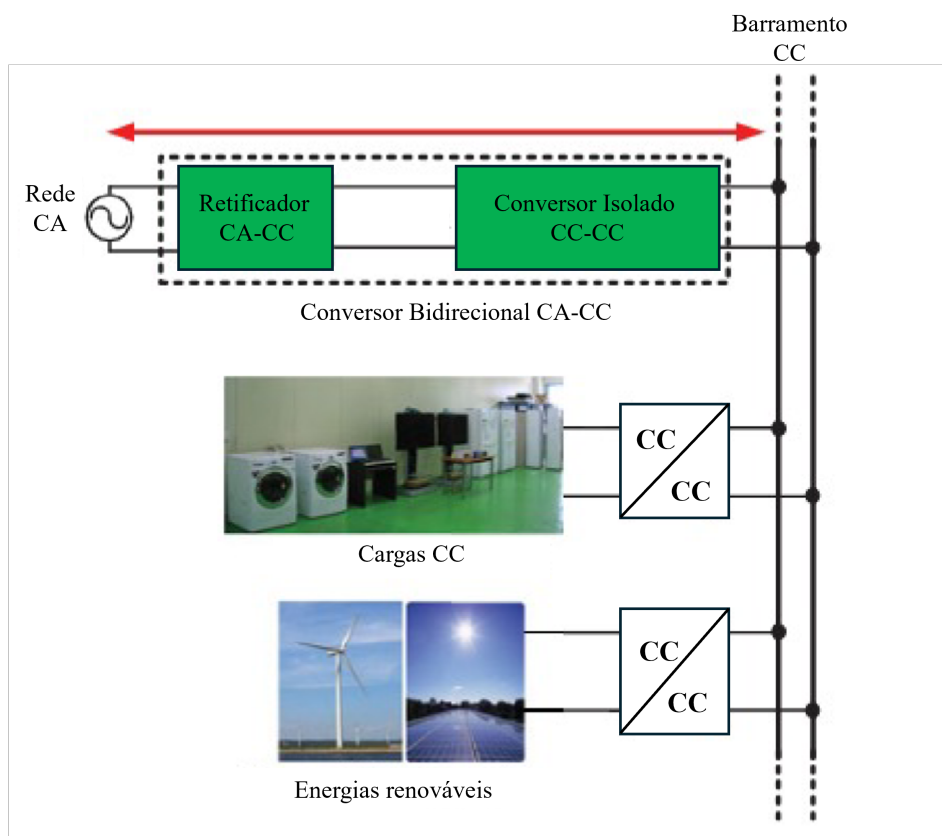 Barramento
CC
Rede
CA
Retificador
CA-CC
Conversor Isolado
CC-CC
Conversor Bidirecional CA-CC
CC
CC
Cargas CC
CC
CC
Energias renováveis